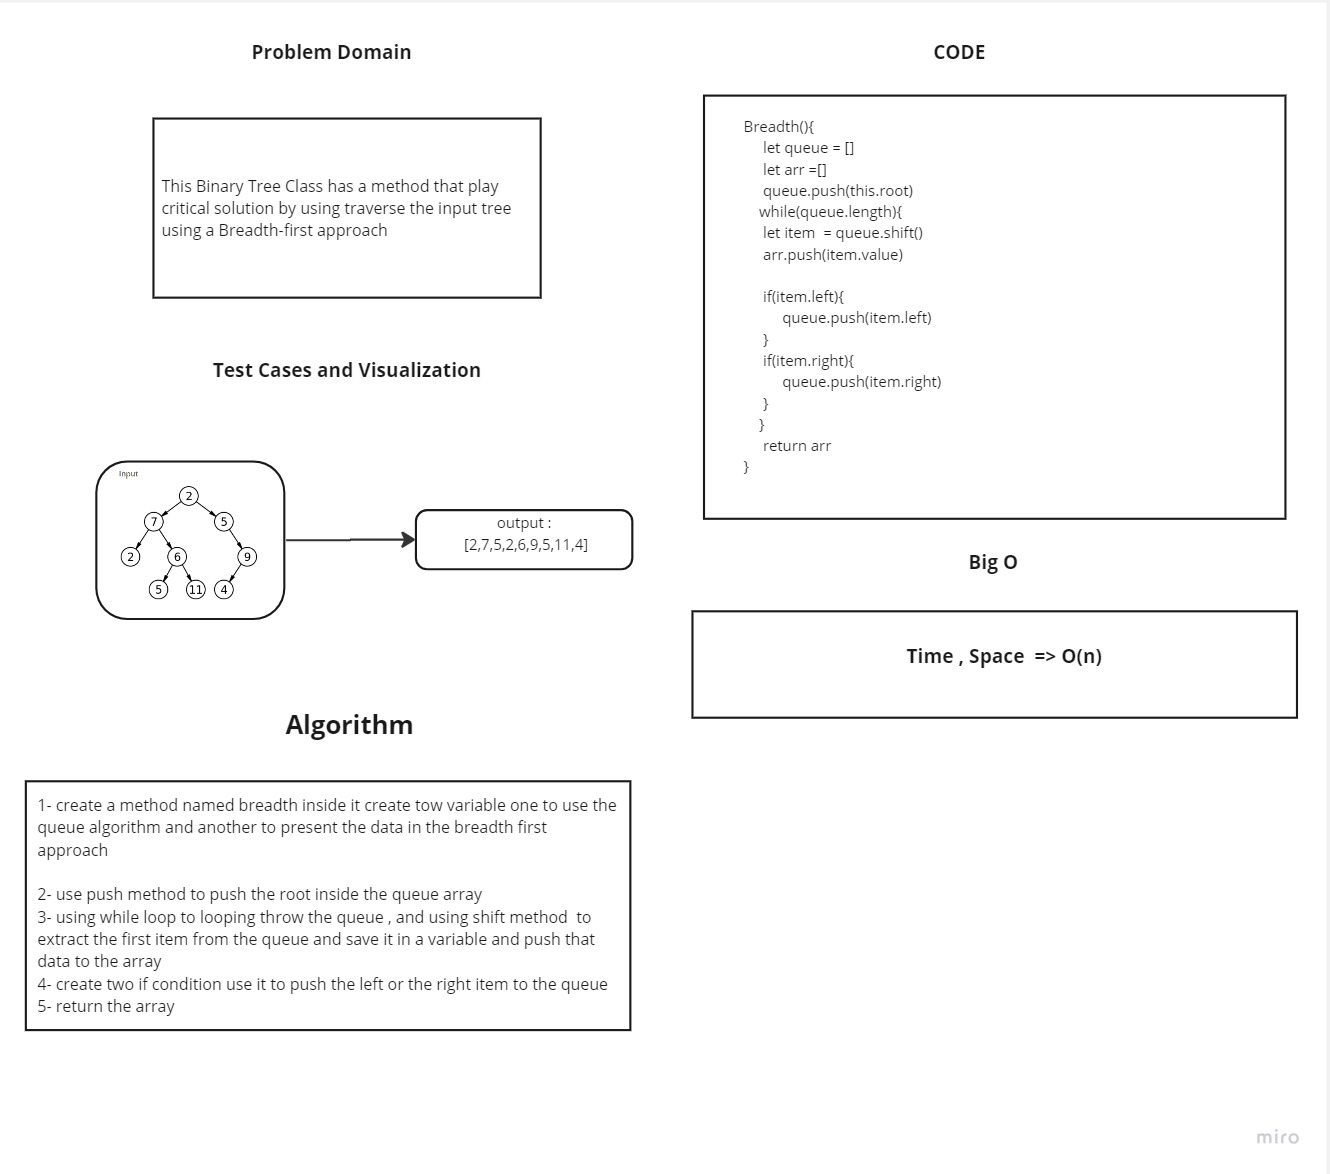 Problem Domain
This Binary Tree Class has a method that play
critical solution by using traverse the input tree
using a Breadth-first approach
Test Cases and Visualization
Input
2
7 5
2 6 9
5 11 4
output :
[2,7,5,2,6,9,5,11,4]
Algorithm
1- create a method named breadth inside it create tow variable one to use the
queue algorithm and another to present the data in the breadth first
approach
2- use push method to push the root inside the queue array
3- using while loop to looping throw the queue , and using shift method  to
extract the first item from the queue and save it in a variable and push that
data to the array
4- create two if condition use it to push the left or the right item to the queue
5- return the array
CODE
Breadth(){
let queue = []
let arr =[]
queue.push(this.root)
while(queue.length){
let item  = queue.shift()
arr.push(item.value)
if(item.left){
queue.push(item.left)
}
if(item.right){
queue.push(item.right)
}
}
return arr
}
Big O
Time , Space  => O(n)
miro